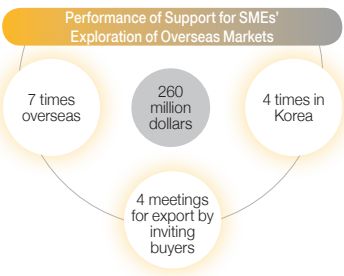 Performance of Support for SMEs'
Exploration of Overseas Markets
7 times
overseas
260
million
dollars
4 times in
Korea
4 meetings
for export by
inviting
buyers